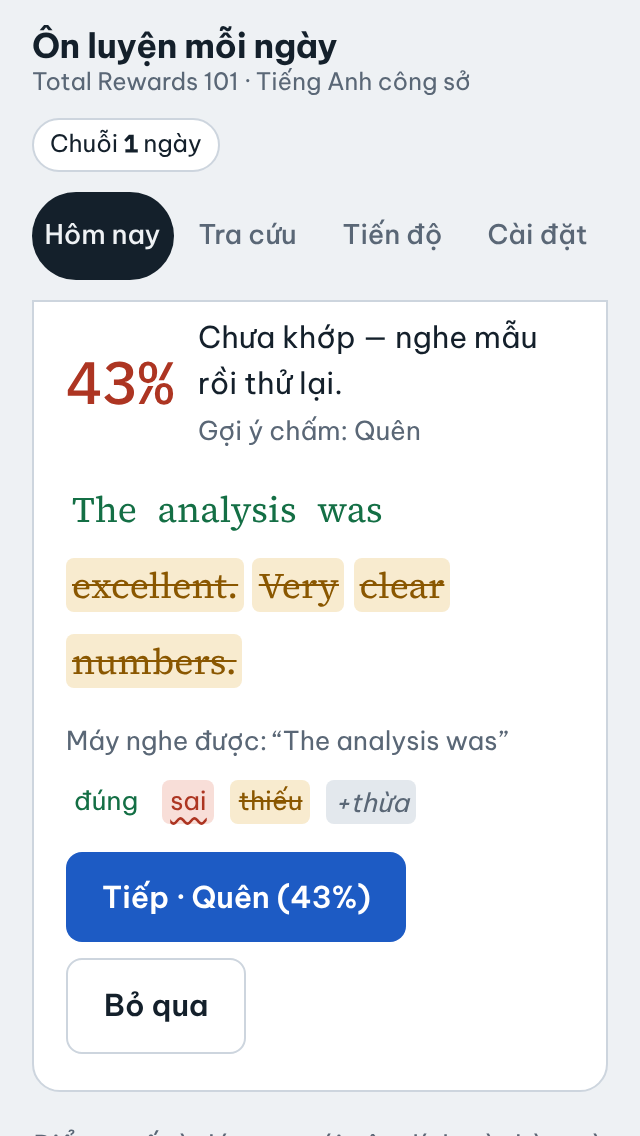 Ôn luyện mỗi ngày
Total Rewards 101 · Tiếng Anh công sở
Chuỗi 1 ngày
Hôm nay Tra cứu Tiến độ Cài đặt
43%
Chưa khớp — nghe mẫu
rồi thử lại.
Gợi ý chấm: Quên
The analysis was
excellent. Very clear
numbers.
Máy nghe được: “The analysis was”
đúng sai thiếu +thừa
Tiếp · Quên (43%)
Bỏ qua